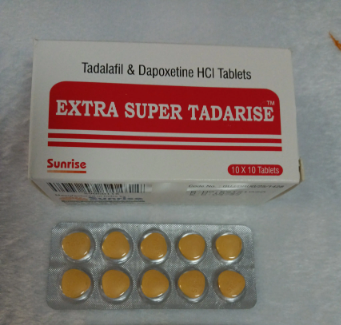 Tadalafil & Dapoxetine HCl Tablets
EXTRA SUPER TADARISE™
Sunrise
10 X 10 Tablets